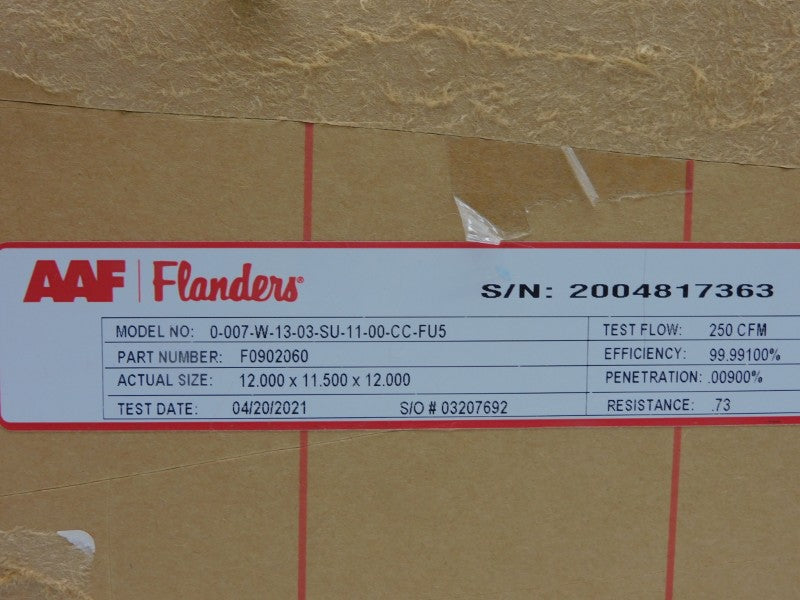 AAF Flanders® S/N: 2004817363
MODEL NO: 0-007-W-13-03-SU-11-00-CC-FU5 TEST FLOW: 250 CFM
PART NUMBER: F0902060 EFFICIENCY: 99.99100%
ACTUAL SIZE: 12.000 x 11.500 x 12.000 PENETRATION: .00900%
TEST DATE: 04/20/2021 S/O # 03207692 RESISTANCE: .73